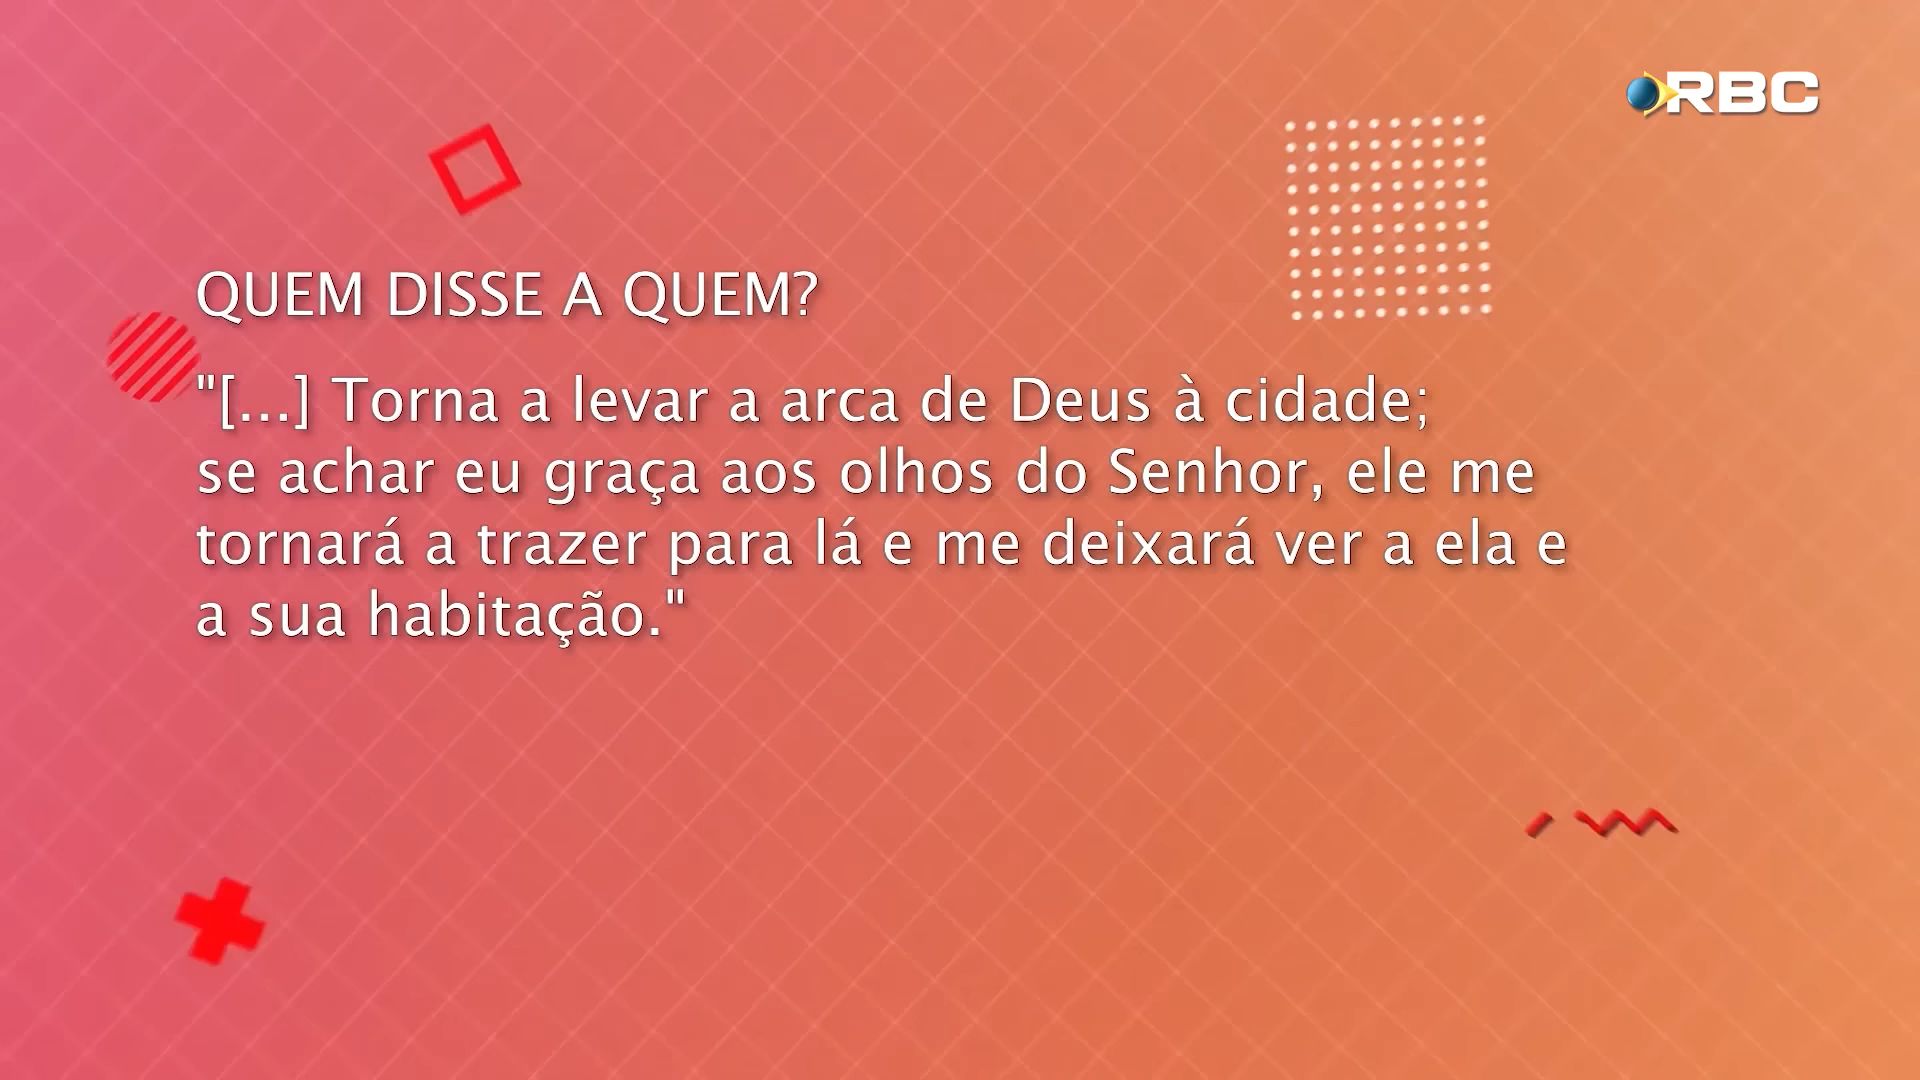 RBC
QUEM DISSE A QUEM?
"[...] Torna a levar a arca de Deus à cidade;
se achar eu graça aos olhos do Senhor, ele me
tornará a trazer para lá e me deixará ver a ela e
a sua habitação."